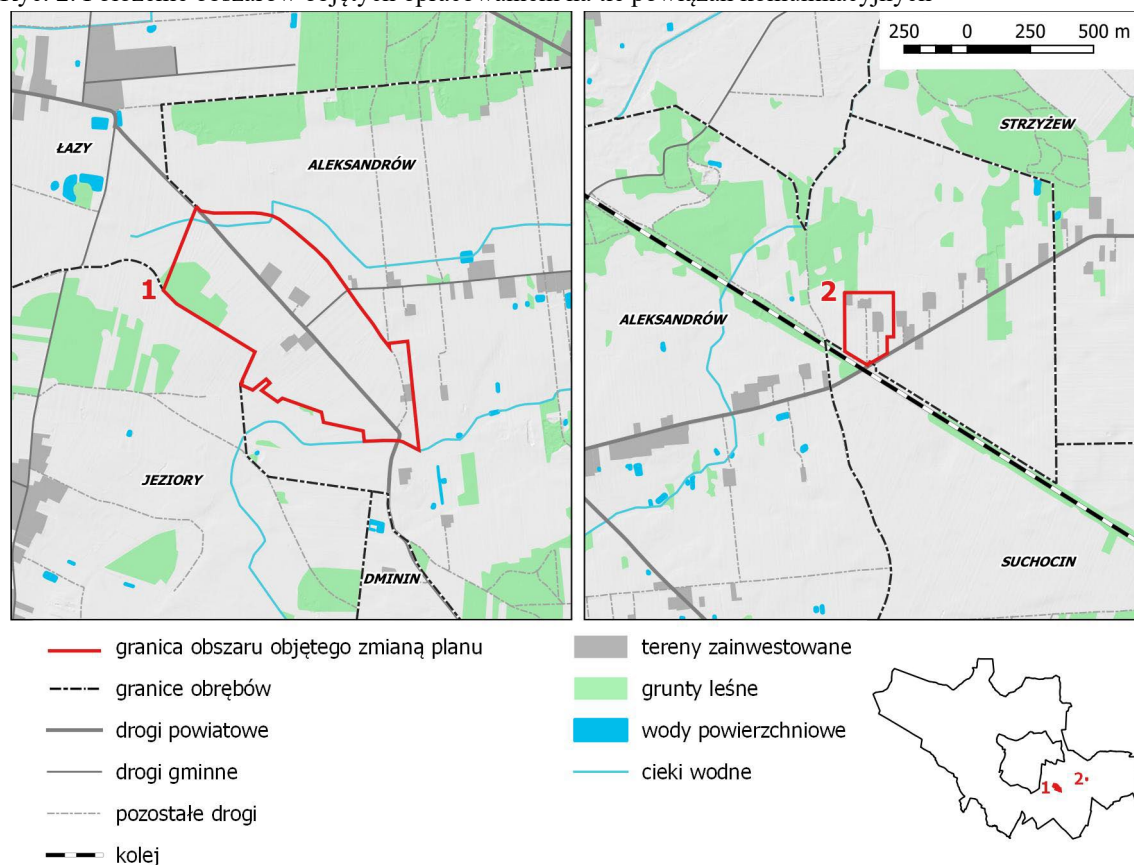 250 0 250 500 m
ŁAZY
ALEKSANDRÓW
STRZYŻEW
1
2
ALEKSANDRÓW
JEZIORY
DMININ
SUCHOCIN
granica obszaru objętego zmianą planu
granice obrębów
drogi powiatowe
drogi gminne
pozostałe drogi
kolej
tereny zainwestowane
grunty leśne
wody powierzchniowe
cieki wodne
1
2